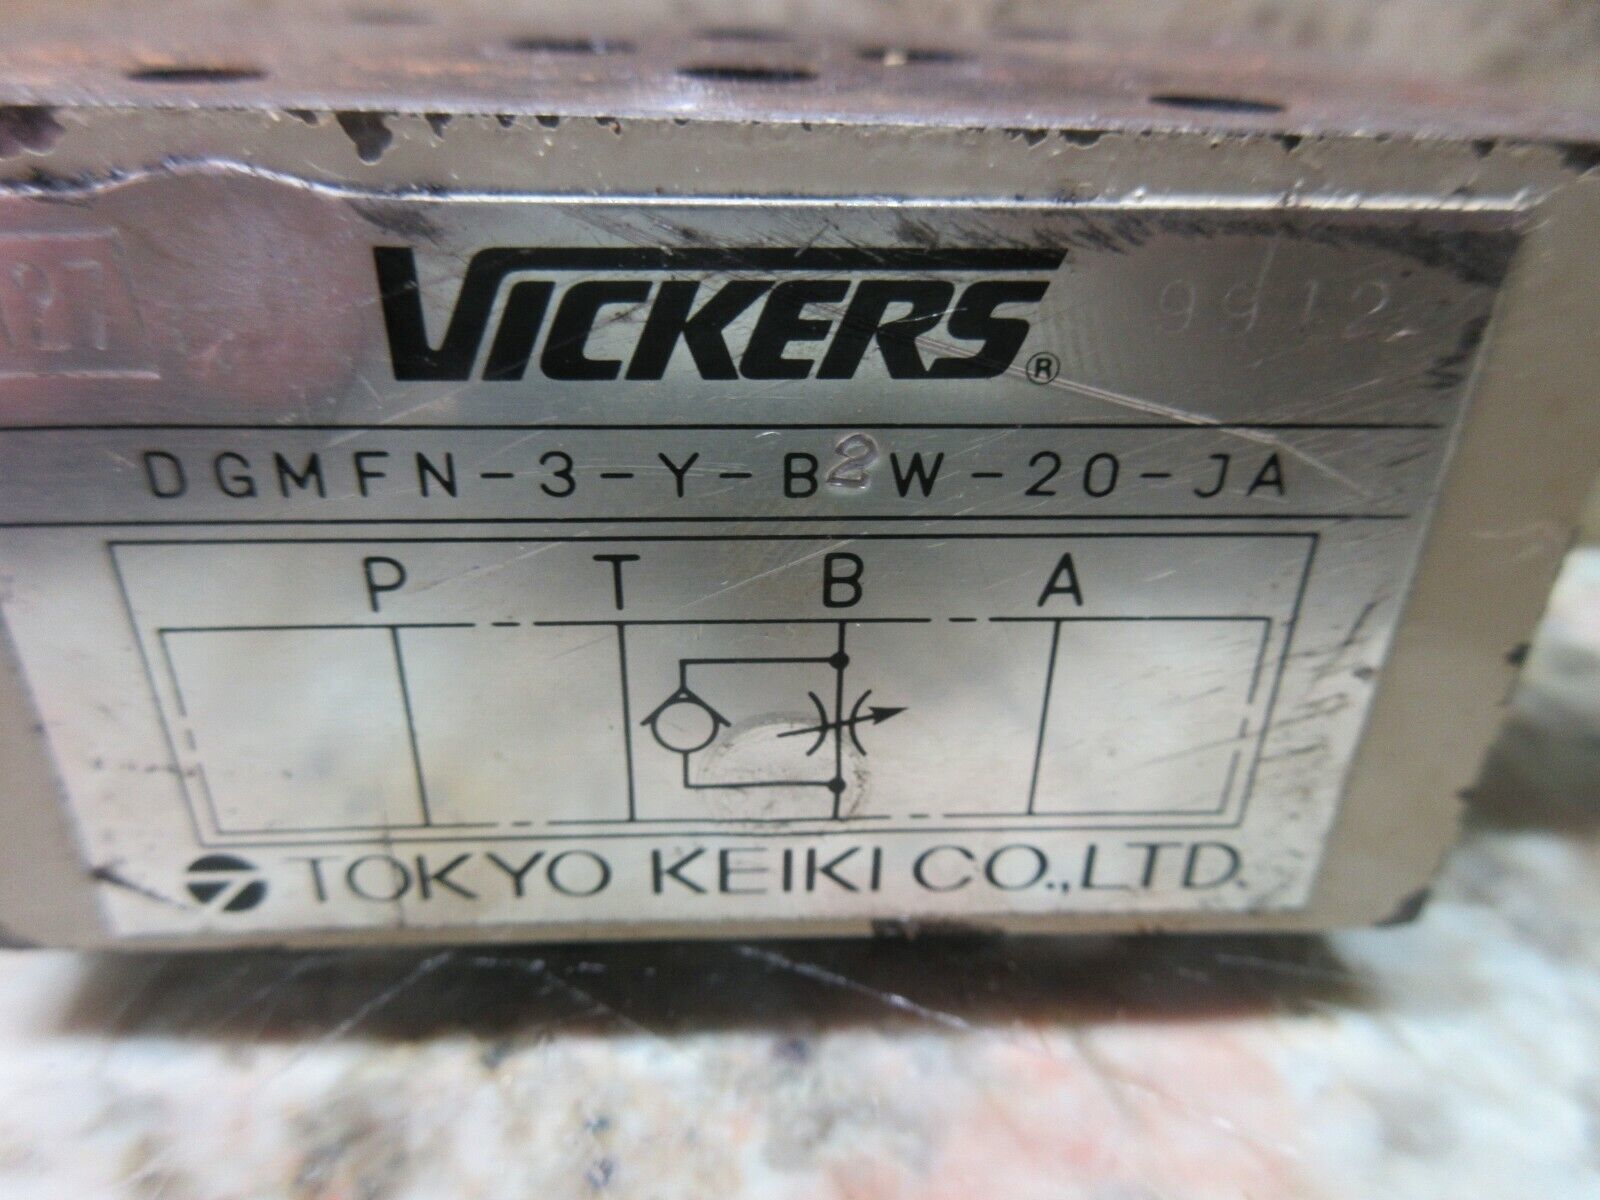 VICKERS®
9912
DGMFN-3-Y-B2W-20-JA
P T B A
TOKYO KEIKI CO.,LTD.